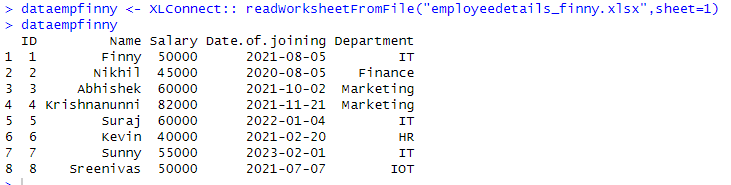 > dataempfinny <- XLConnect:: readWorksheetFromFile("employeedetails_finny.xlsx",sheet=1)
> dataempfinny
  ID         Name Salary Date.of.joining Department
1  1        Finny  50000      2021-08-05         IT
2  2       Nikhil  45000      2020-08-05    Finance
3  3     Abhishek  60000      2021-10-02  Marketing
4  4 Krishnanunni  82000      2021-11-21  Marketing
5  5        Suraj  60000      2022-01-04         IT
6  6        Kevin  40000      2021-02-20         HR
7  7        Sunny  55000      2023-02-01         IT
8  8    Sreenivas  50000      2021-07-07        IOT
>